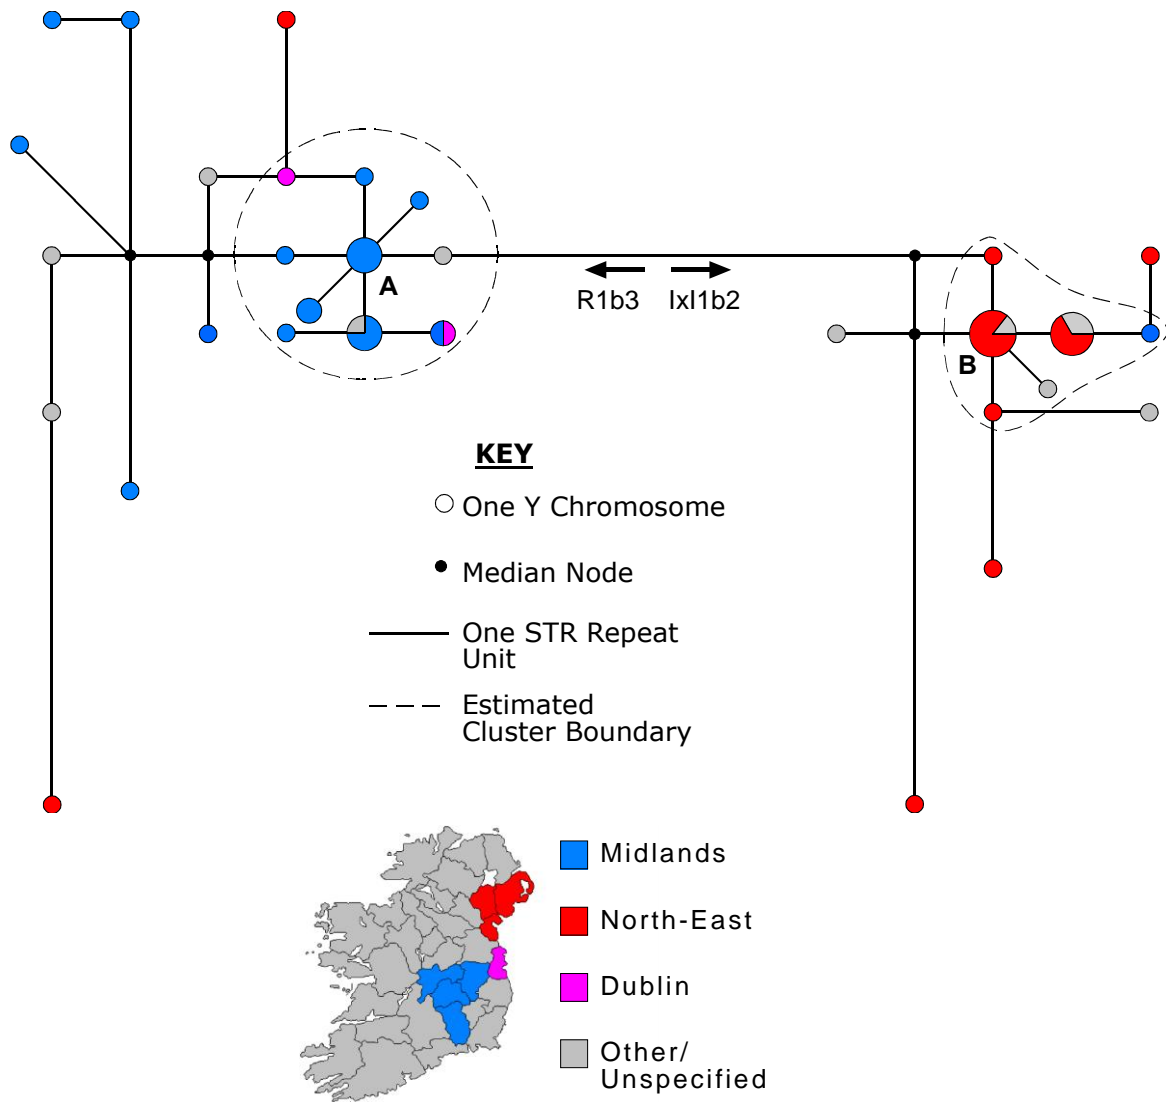 A
R1b3
IxI1b2
B
KEY
One Y Chromosome
Median Node
One STR Repeat
Unit
Estimated
Cluster Boundary
Midlands
North-East
Dublin
Other/
Unspecified